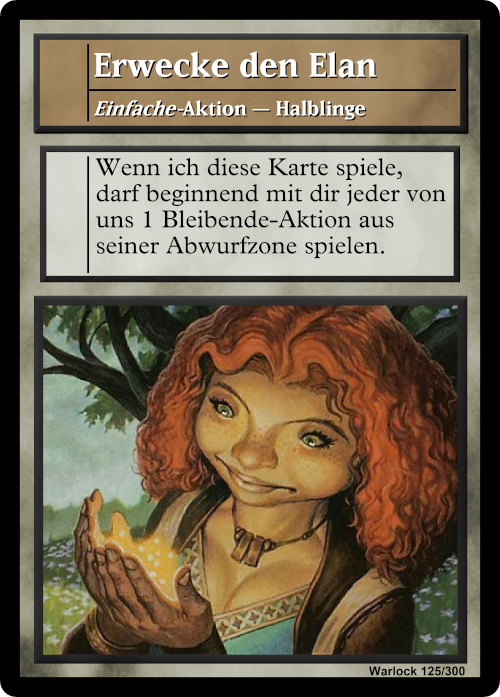 Erwecke den Elan
Einfache-Aktion — Halblinge
Wenn ich diese Karte spiele,
darf beginnend mit dir jeder von
uns 1 Bleibende-Aktion aus
seiner Abwurfzone spielen.
Warlock 125/300